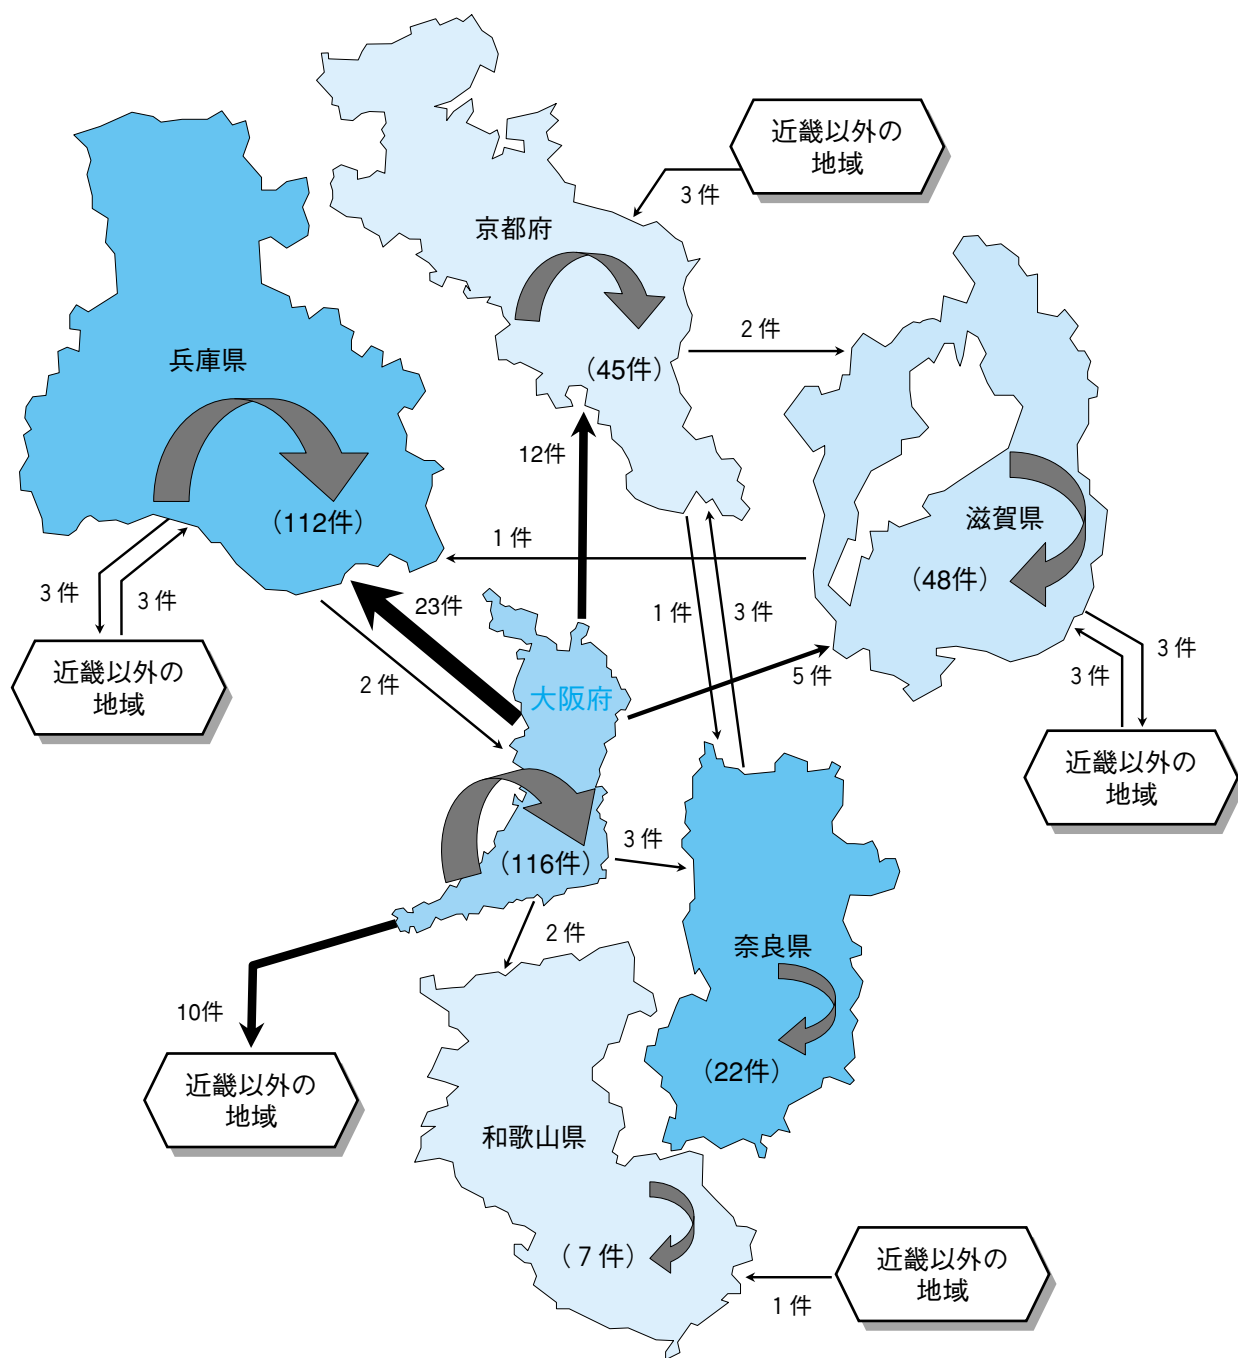 近畿以外の
地域
3件
京都府
(45件)
2件
兵庫県
(112件)
12件
1件
滋賀県
(48件)
3件
3件
近畿以外の
地域
23件
2件
1件
3件
5件
3件
3件
近畿以外の
地域
大阪府
(116件)
3件
2件
10件
近畿以外の
地域
奈良県
(22件)
和歌山県
(7件)
1件
近畿以外の
地域